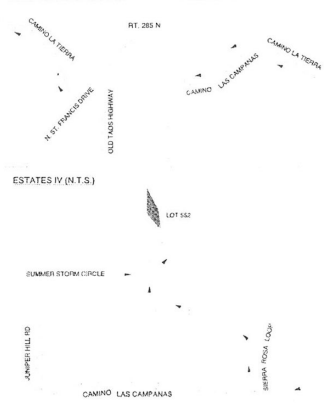 RT. 285 N
CAMINO LA TIERRA
CAMINO LA TIERRA
CAMINO LAS CAMPANAS
N. ST. FRANCIS DRIVE
OLD TAOS HIGHWAY
ESTATES IV (N.T.S.)
LOT 552
SUMMER STORM CIRCLE
JUNIPER HILL RD
SIERRA ROSA LOOP
CAMINO LAS CAMPANAS